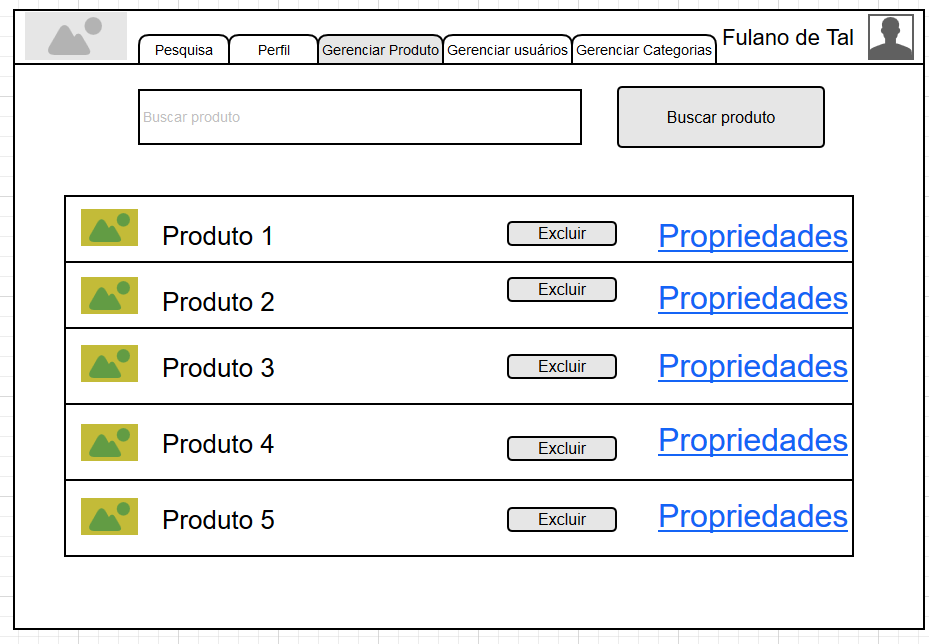 Pesquisa
Perfil
Gerenciar Produto
Gerenciar usuários
Gerenciar Categorias
Fulano de Tal
Buscar produto
Buscar produto
Produto 1
Excluir
Propriedades
Produto 2
Excluir
Propriedades
Produto 3
Excluir
Propriedades
Produto 4
Excluir
Propriedades
Produto 5
Excluir
Propriedades